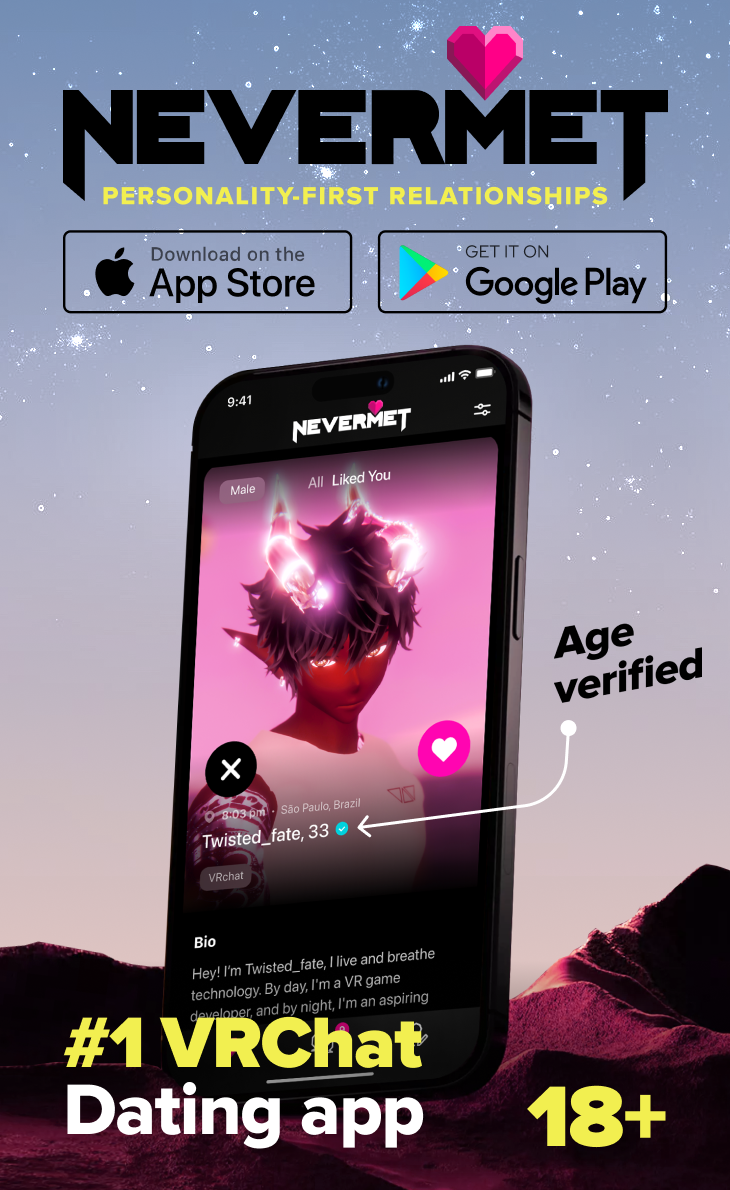 NEVERMET
PERSONALITY-FIRST RELATIONSHIPS
Download on the
App Store
GET IT ON
Google Play
9:41
NEVERMET
Male
All Liked You
Age
verified
8:03 pm • São Paulo, Brazil
Twisted_fate, 33
VRchat
Bio
Hey! I'm Twisted_fate, I live and breathe
technology. By day, I'm a VR game
developer, and by night, I'm an aspiring
#1 VRChat
Dating app
18+